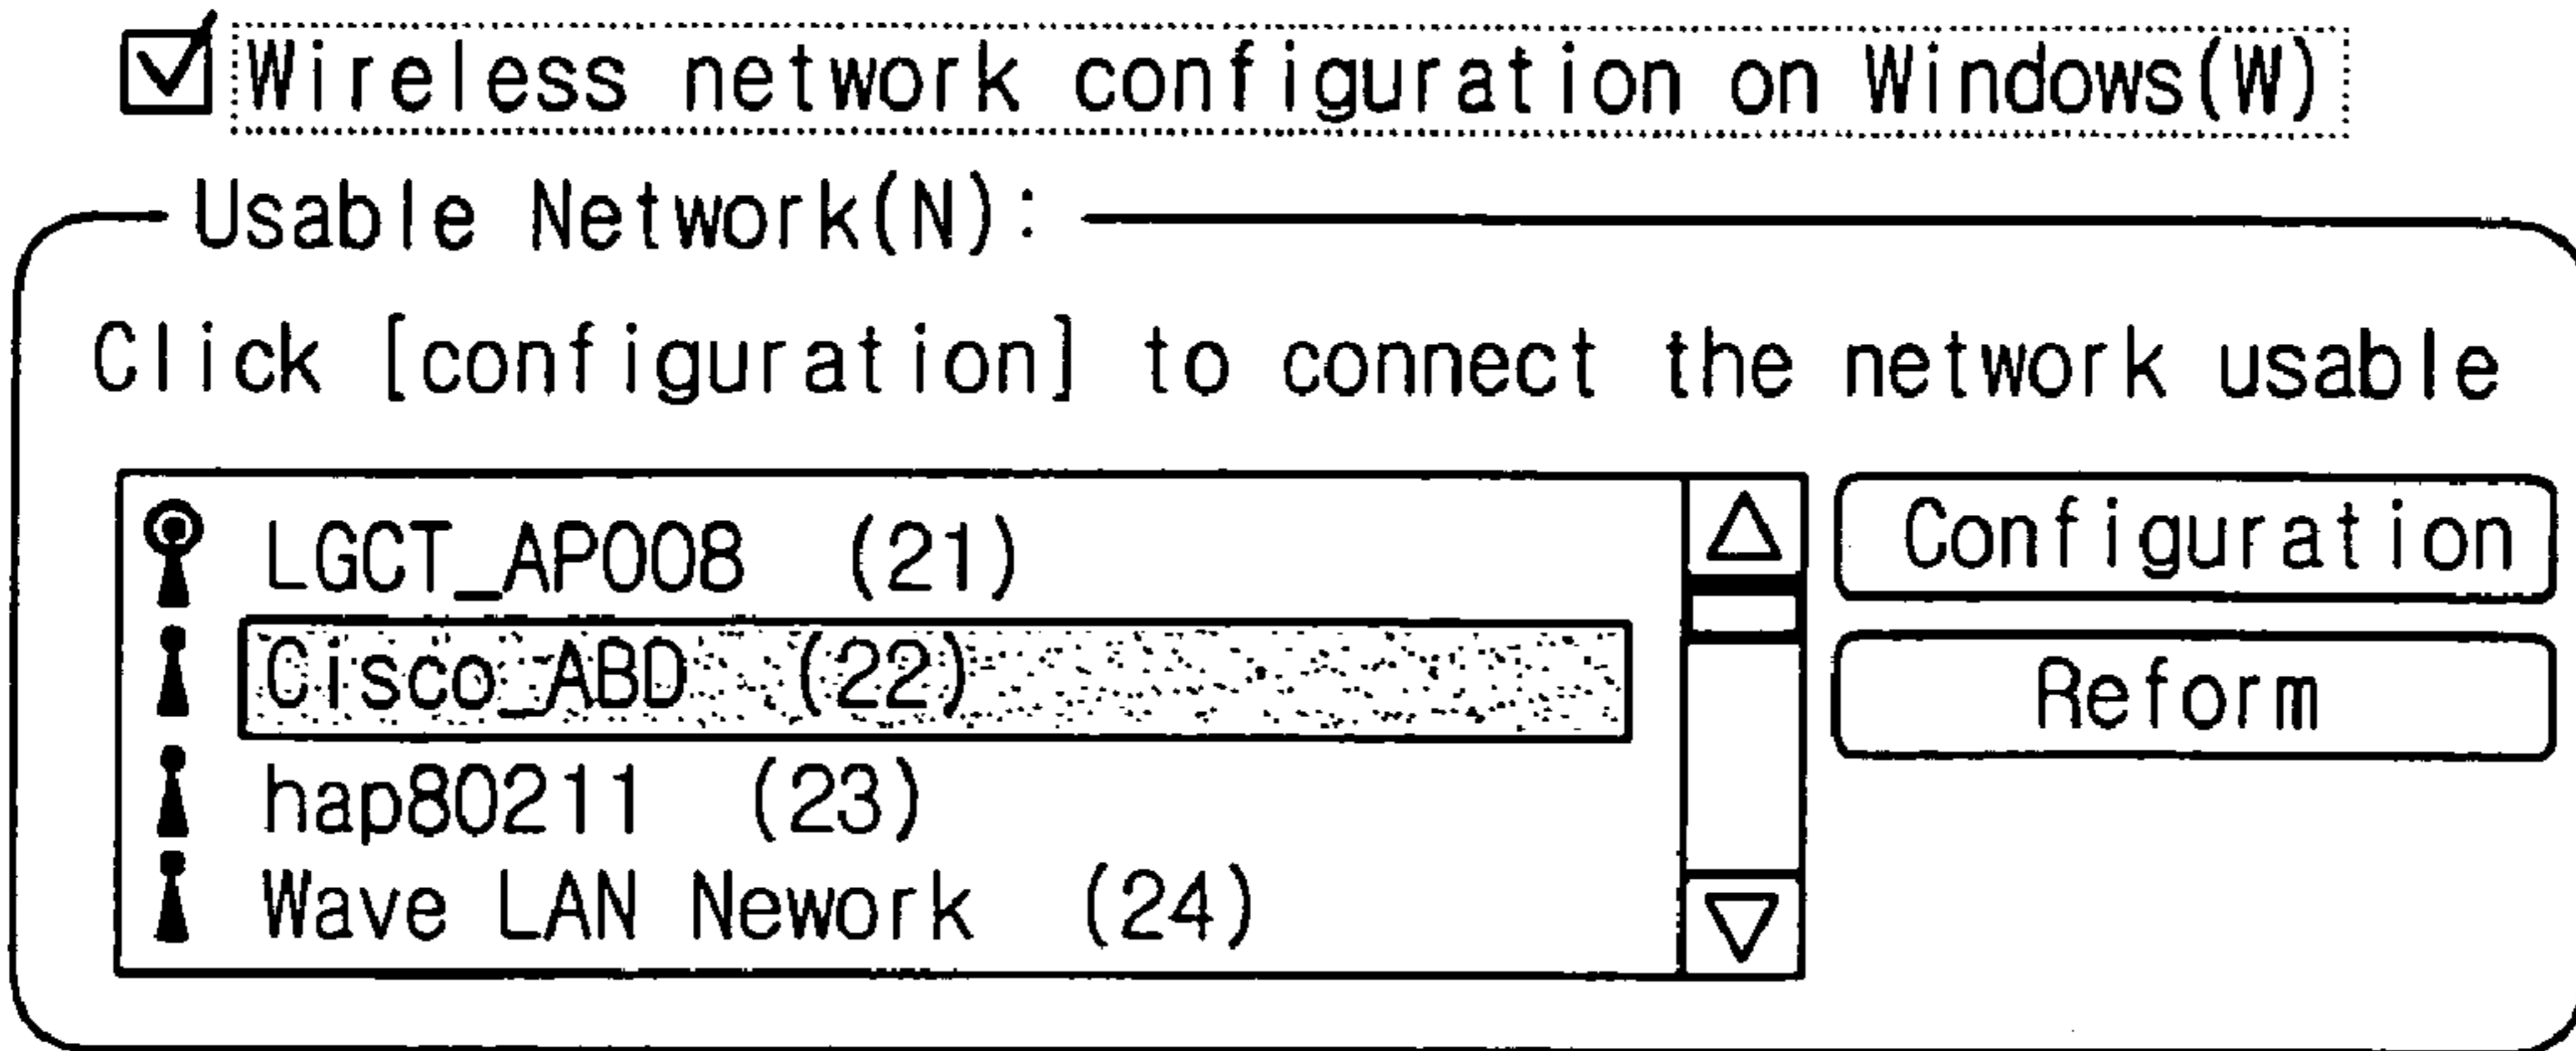 Wireless network configuration on Windows(W)
Usable Network(N):
Click [configuration] to connect the network usable
LGCT_AP008 (21)
Configuration
Cisco_ABD (22)
Reform
hap80211 (23)
Wave LAN Nework (24)